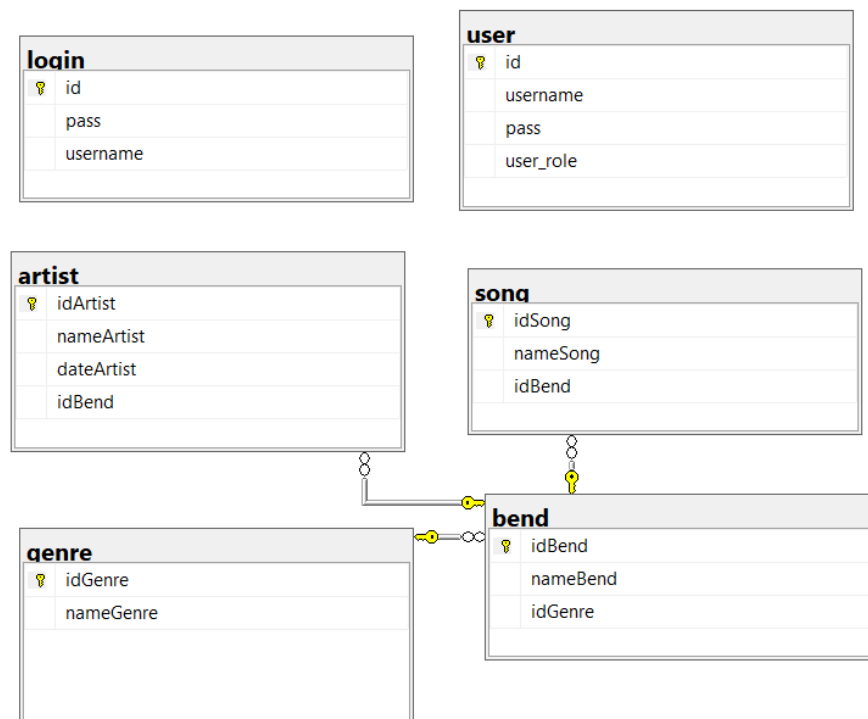 login
id
pass
username
user
id
username
pass
user_role
artist
idArtist
nameArtist
dateArtist
idBend
song
idSong
nameSong
idBend
genre
idGenre
nameGenre
bend
idBend
nameBend
idGenre